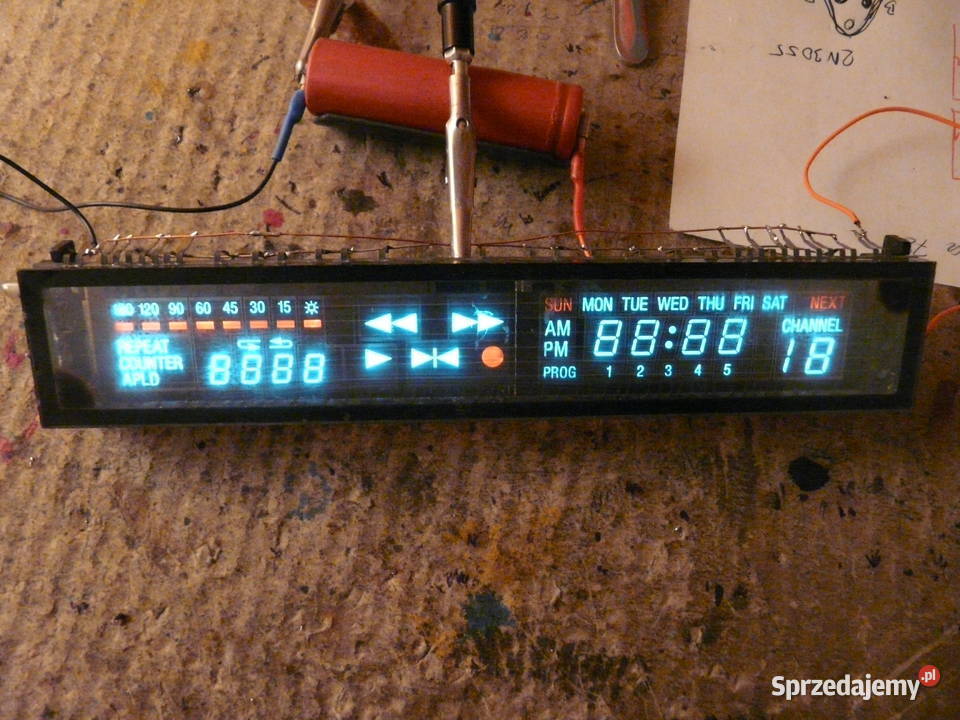 2N3055
180 120 90 60 45 30 15
SUN MON TUE WED THU FRI SAT NEXT
REPEAT
AM
CHANNEL
COUNTER
8888
PM
88:88
18
APLD
PROG 1 2 3 4 5
Sprzedajemy.pl